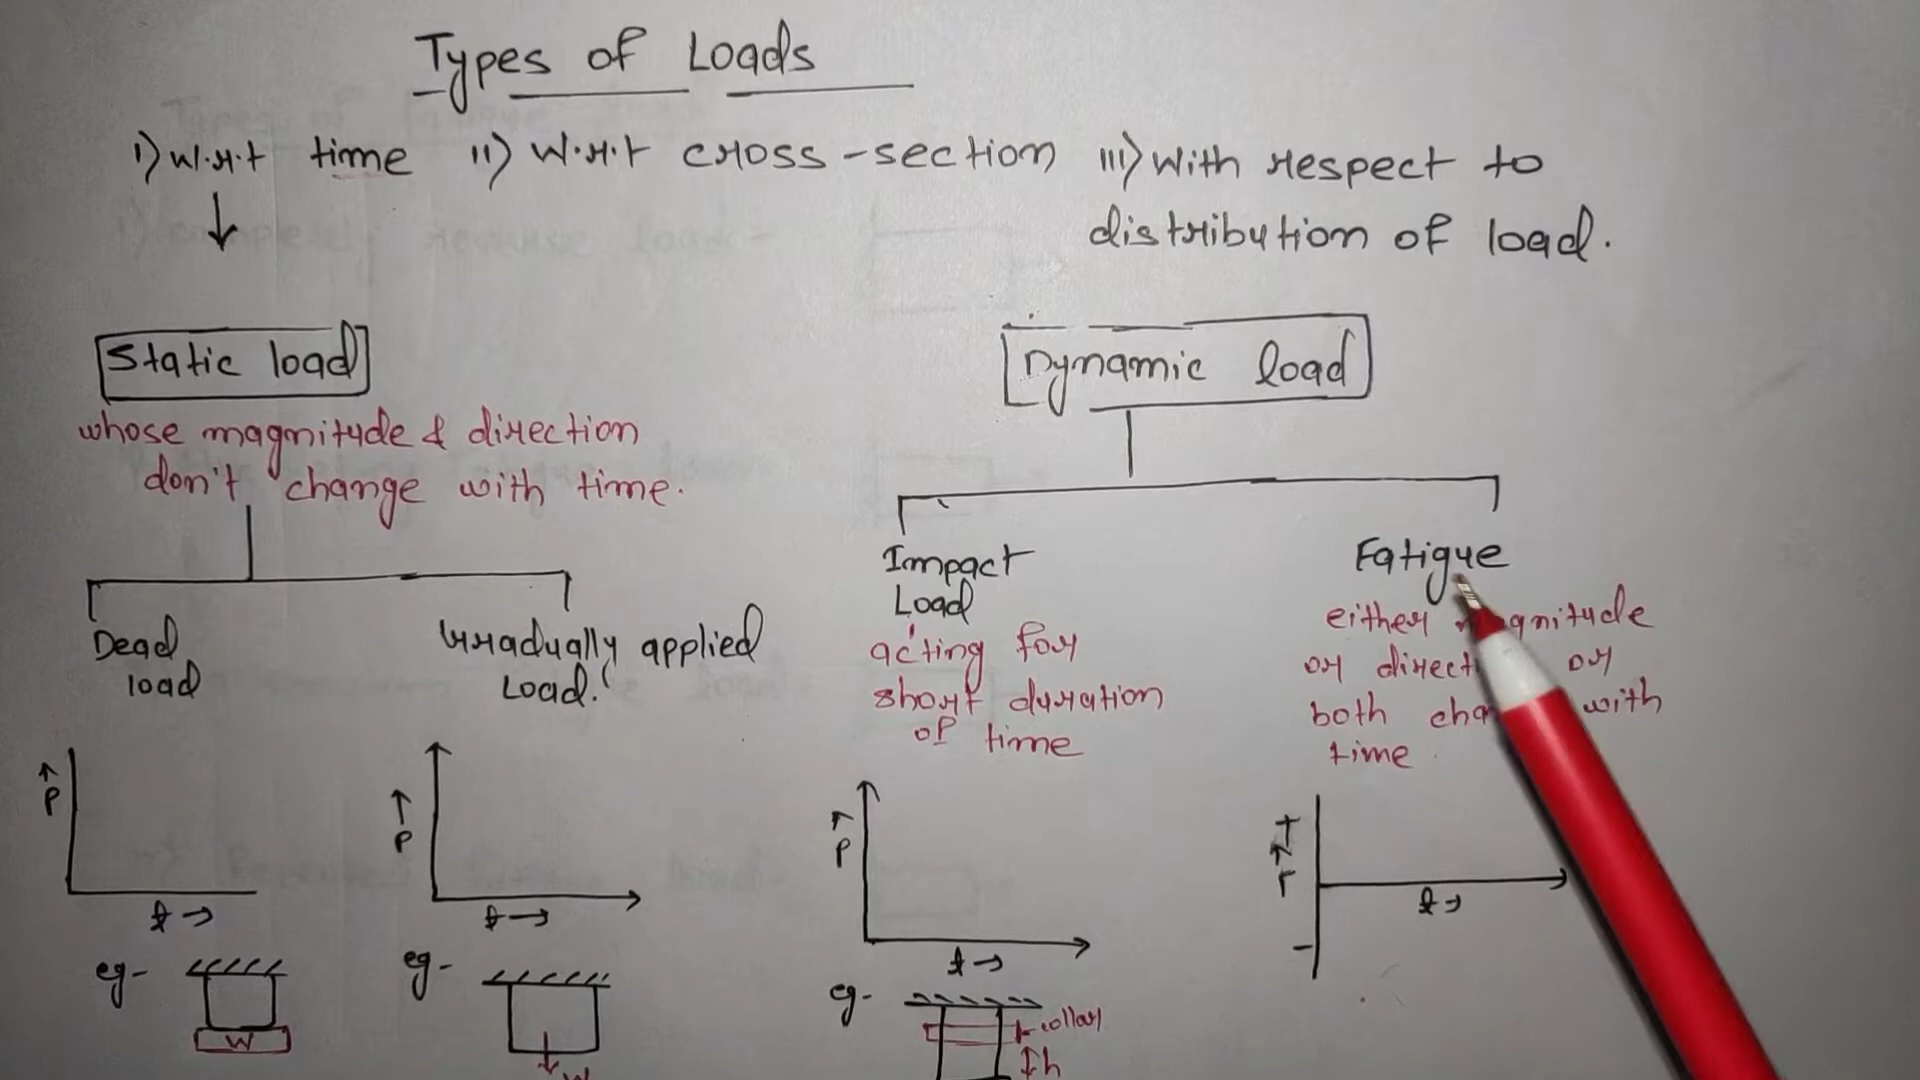 Types of Loads
i) w.r.t time ii) w.r.t cross-section iii) With respect to
distribution of load.
Static load
whose magnitude & direction
don't change with time.
Dead
load
Gradually applied
Load.
Dynamic load
Impact
Load
acting for
short duration
of time
Fatigue
either
or or
both with
time
↑
P
t →
eg-
W
↑
P
t →
eg-
W
↑
P
t →
eg-
collar
h
+
↑
-
t →